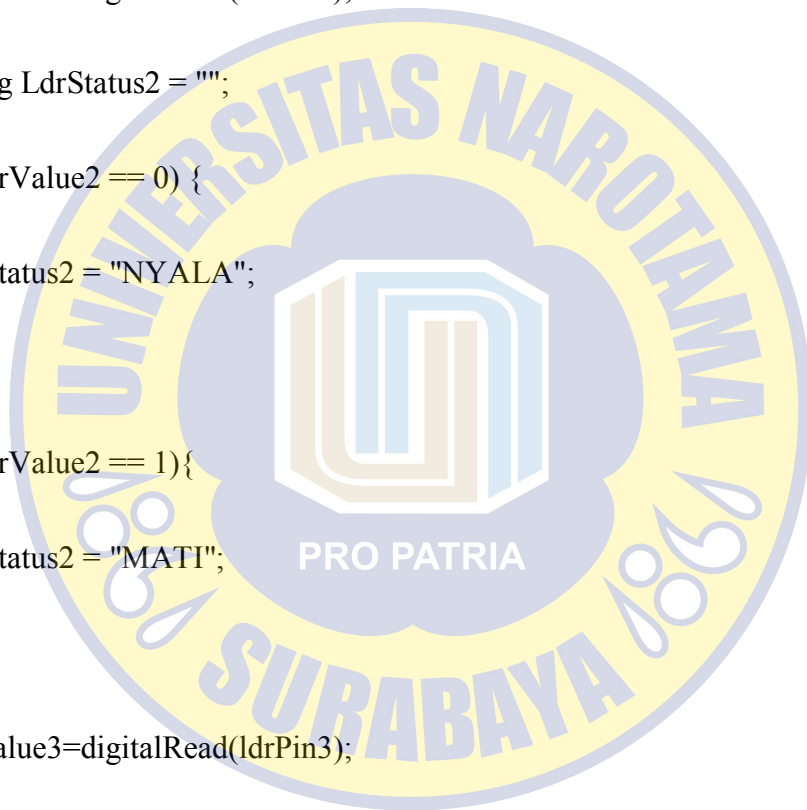 g LdrStatus2 = "";
rValue2 == 0) {
tatus2 = "NYALA";
rValue2 == 1){
tatus2 = "MATI";
alue3=digitalRead(ldrPin3);
UNIVERSITAS NAROTAMA
PRO PATRIA
SURABAYA